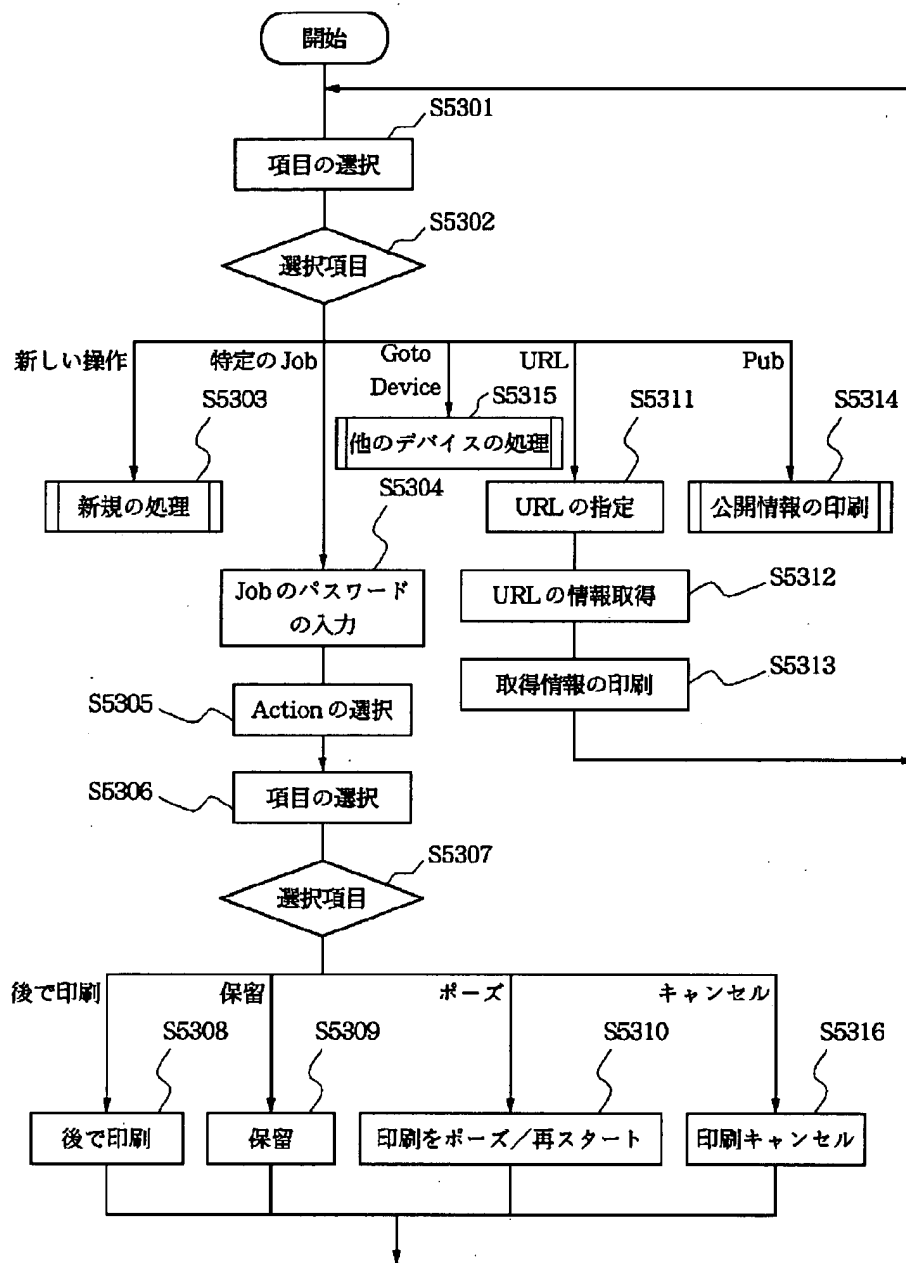 開始
S5301
項目の選択
S5302
選択項目
新しい操作
特定のJob
Goto
Device
URL
Pub
S5303
S5315
S5311
S5314
他のデバイスの処理
新規の処理
S5304
URLの指定
公開情報の印刷
Jobのパスワード
の入力
S5312
URLの情報取得
S5313
取得情報の印刷
S5305
Actionの選択
S5306
項目の選択
S5307
選択項目
後で印刷
保留
ポーズ
キャンセル
S5308
S5309
S5310
S5316
後で印刷
保留
印刷をポーズ/再スタート
印刷キャンセル